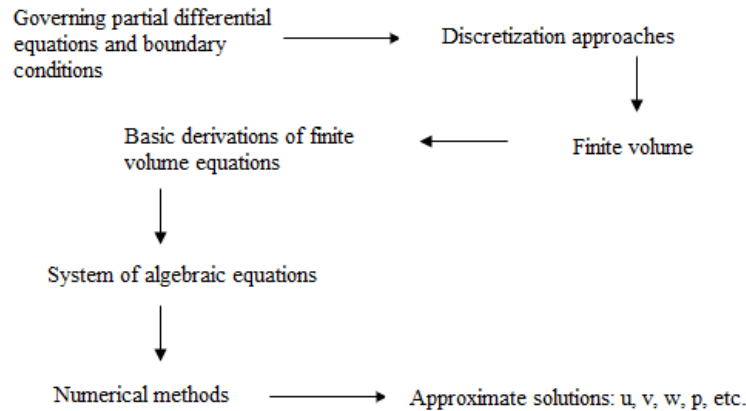 Governing partial differential
equations and boundary
conditions
Discretization approaches
Basic derivations of finite
volume equations
Finite volume
System of algebraic equations
Numerical methods
Approximate solutions: u, v, w, p, etc.